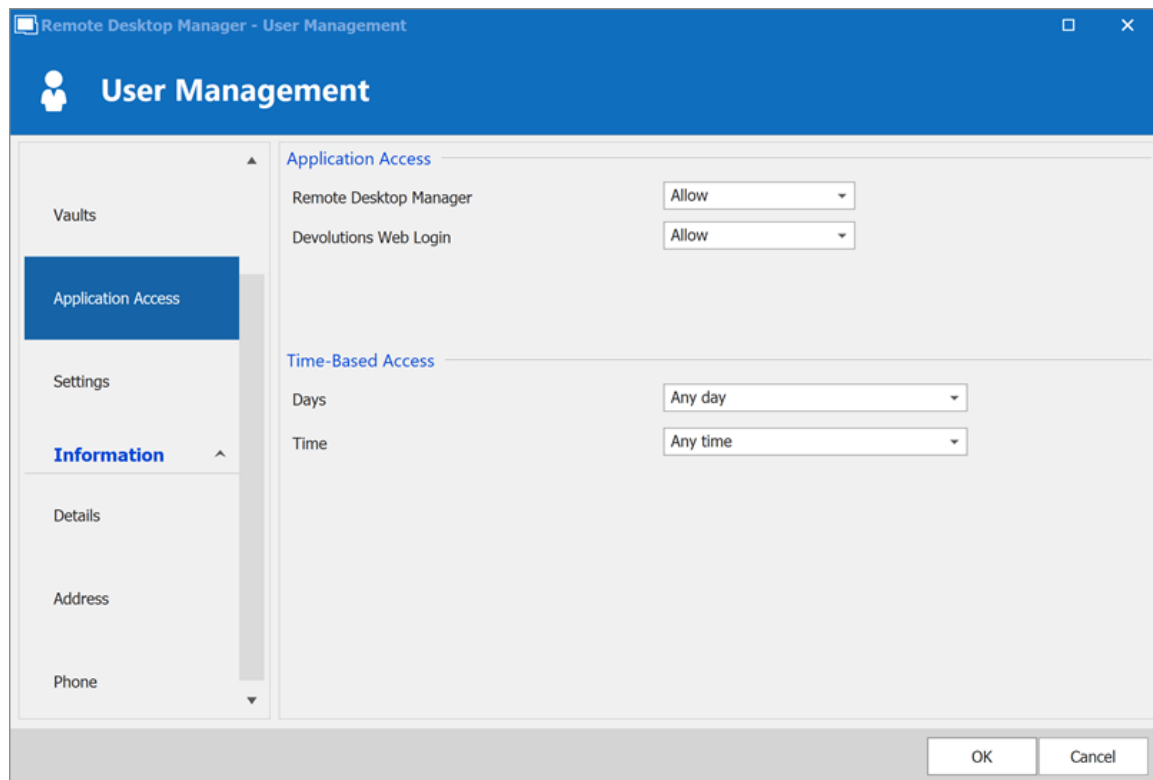 Remote Desktop Manager - User Management
User Management
Vaults
Application Access
Settings
Information
Details
Address
Phone
Application Access
Remote Desktop Manager Allow
Devolutions Web Login Allow
Time-Based Access
Days Any day
Time Any time
OK Cancel